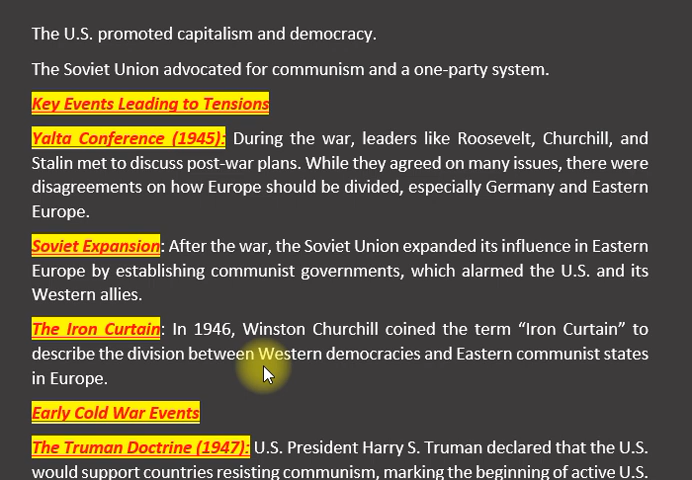 The U.S. promoted capitalism and democracy.
The Soviet Union advocated for communism and a one-party system.
Key Events Leading to Tensions
Yalta Conference (1945): During the war, leaders like Roosevelt, Churchill, and
Stalin met to discuss post-war plans. While they agreed on many issues, there were
disagreements on how Europe should be divided, especially Germany and Eastern
Europe.
Soviet Expansion: After the war, the Soviet Union expanded its influence in Eastern
Europe by establishing communist governments, which alarmed the U.S. and its
Western allies.
The Iron Curtain: In 1946, Winston Churchill coined the term “Iron Curtain” to
describe the division between Western democracies and Eastern communist states
in Europe.
Early Cold War Events
The Truman Doctrine (1947): U.S. President Harry S. Truman declared that the U.S.
would support countries resisting communism, marking the beginning of active U.S.